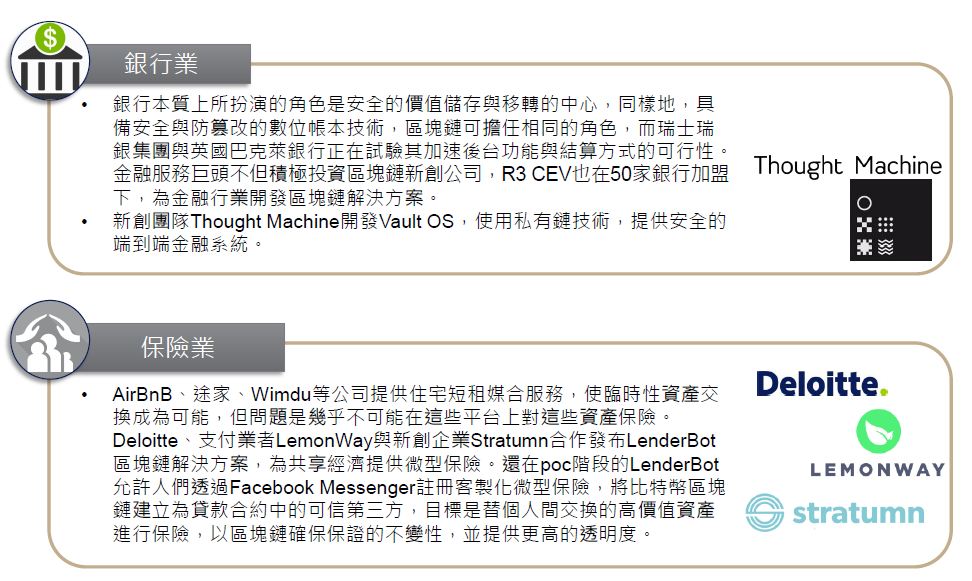 $
銀行業
• 銀行本質上所扮演的角色是安全的價值儲存與移轉的中心，同樣地，具
備安全與防篡改的數位帳本技術，區塊鏈可擔任相同的角色，而瑞士瑞
銀集團與英國巴克萊銀行正在試驗其加速後台功能與結算方式的可行性。
金融服務巨頭不但積極投資區塊鏈新創公司，R3 CEV也在50家銀行加盟
下，為金融行業開發區塊鏈解決方案。
• 新創團隊Thought Machine開發Vault OS，使用私有鏈技術，提供安全的
端到端金融系統。
Thought Machine
保險業
• AirBnB、途家、Wimdu等公司提供住宅短租媒合服務，使臨時性資產交
換成為可能，但問題是幾乎不可能在這些平台上對這些資產保險。
Deloitte、支付業者LemonWay與新創企業Stratumn合作發布LenderBot
區塊鏈解決方案，為共享經濟提供微型保險。還在poc階段的LenderBot
允許人們透過Facebook Messenger註冊客製化微型保險，將比特幣區塊
鏈建立為貸款合約中的可信第三方，目標是替個人間交換的高價值資產
進行保險，以區塊鏈確保保證的不變性，並提供更高的透明度。
Deloitte.
LEMONWAY
stratumn